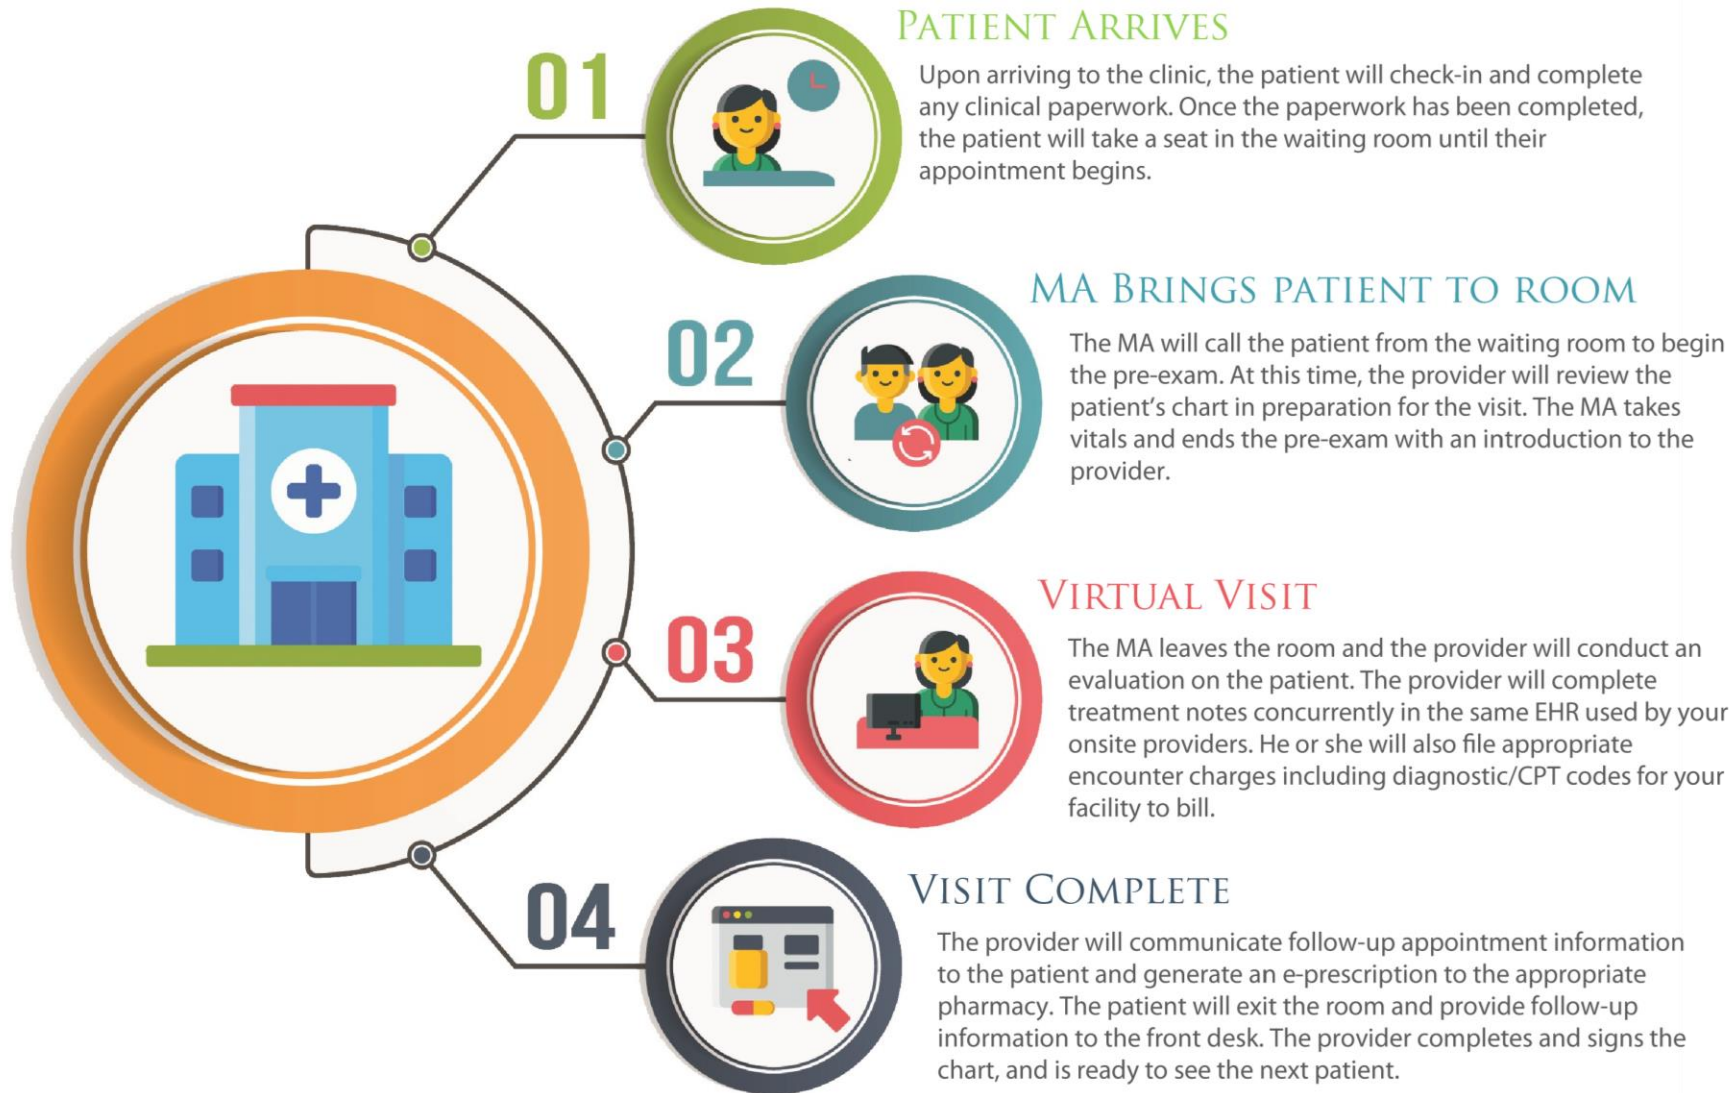 01
PATIENT ARRIVES
Upon arriving to the clinic, the patient will check-in and complete
any clinical paperwork. Once the paperwork has been completed,
the patient will take a seat in the waiting room until their
appointment begins.
02
MA BRINGS PATIENT TO ROOM
The MA will call the patient from the waiting room to begin
the pre-exam. At this time, the provider will review the
patient’s chart in preparation for the visit. The MA takes
vitals and ends the pre-exam with an introduction to the
provider.
03
VIRTUAL VISIT
The MA leaves the room and the provider will conduct an
evaluation on the patient. The provider will complete
treatment notes concurrently in the same EHR used by your
onsite providers. He or she will also file appropriate
encounter charges including diagnostic/CPT codes for your
facility to bill.
04
VISIT COMPLETE
The provider will communicate follow-up appointment information
to the patient and generate an e-prescription to the appropriate
pharmacy. The patient will exit the room and provide follow-up
information to the front desk. The provider completes and signs the
chart, and is ready to see the next patient.